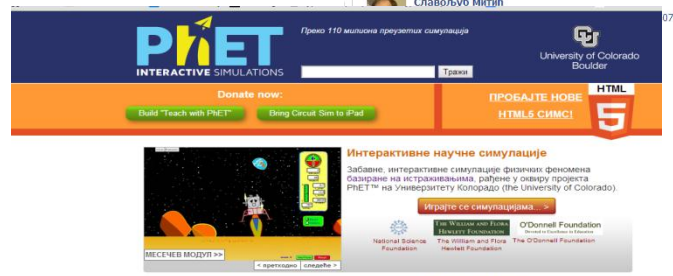 Славољуб Митић
07
PhET
INTERACTIVE SIMULATIONS
Преко 110 милиона преузетих симулација
Тражи
University of Colorado
Boulder
Donate now:
Build "Teach with PhET"
Bring Circuit Sim to iPad
ПРОБАЈТЕ НОВЕ
HTML5 СИМС!
HTML
5
Интерактивне научне симулације
Забавне, интерактивне симулације физичких феномена
базиране на истраживањима, рађене у оквиру пројекта
PhET™ на Универзитету Колорадо (the University of Colorado).
Играјте се симулацијама... >
National Science
Foundation
THE WILLIAM AND FLORA
HEWLETT FOUNDATION
The William and Flora
Hewlett Foundation
O'Donnell Foundation
The O'Donnell Foundation
МЕСЕЧЕВ МОДУЛ >>
< претходно
следеће >